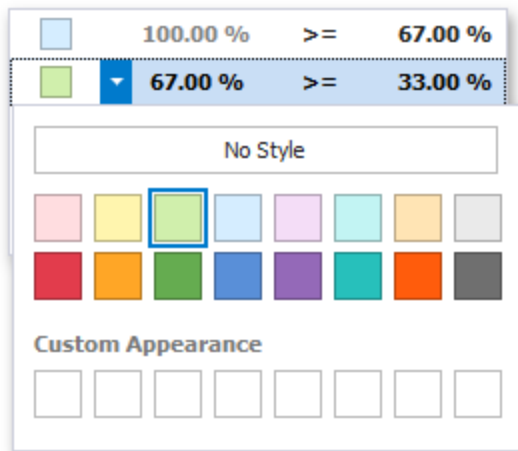 100.00 % >= 67.00 %
67.00 % >= 33.00 %
No Style
Custom Appearance